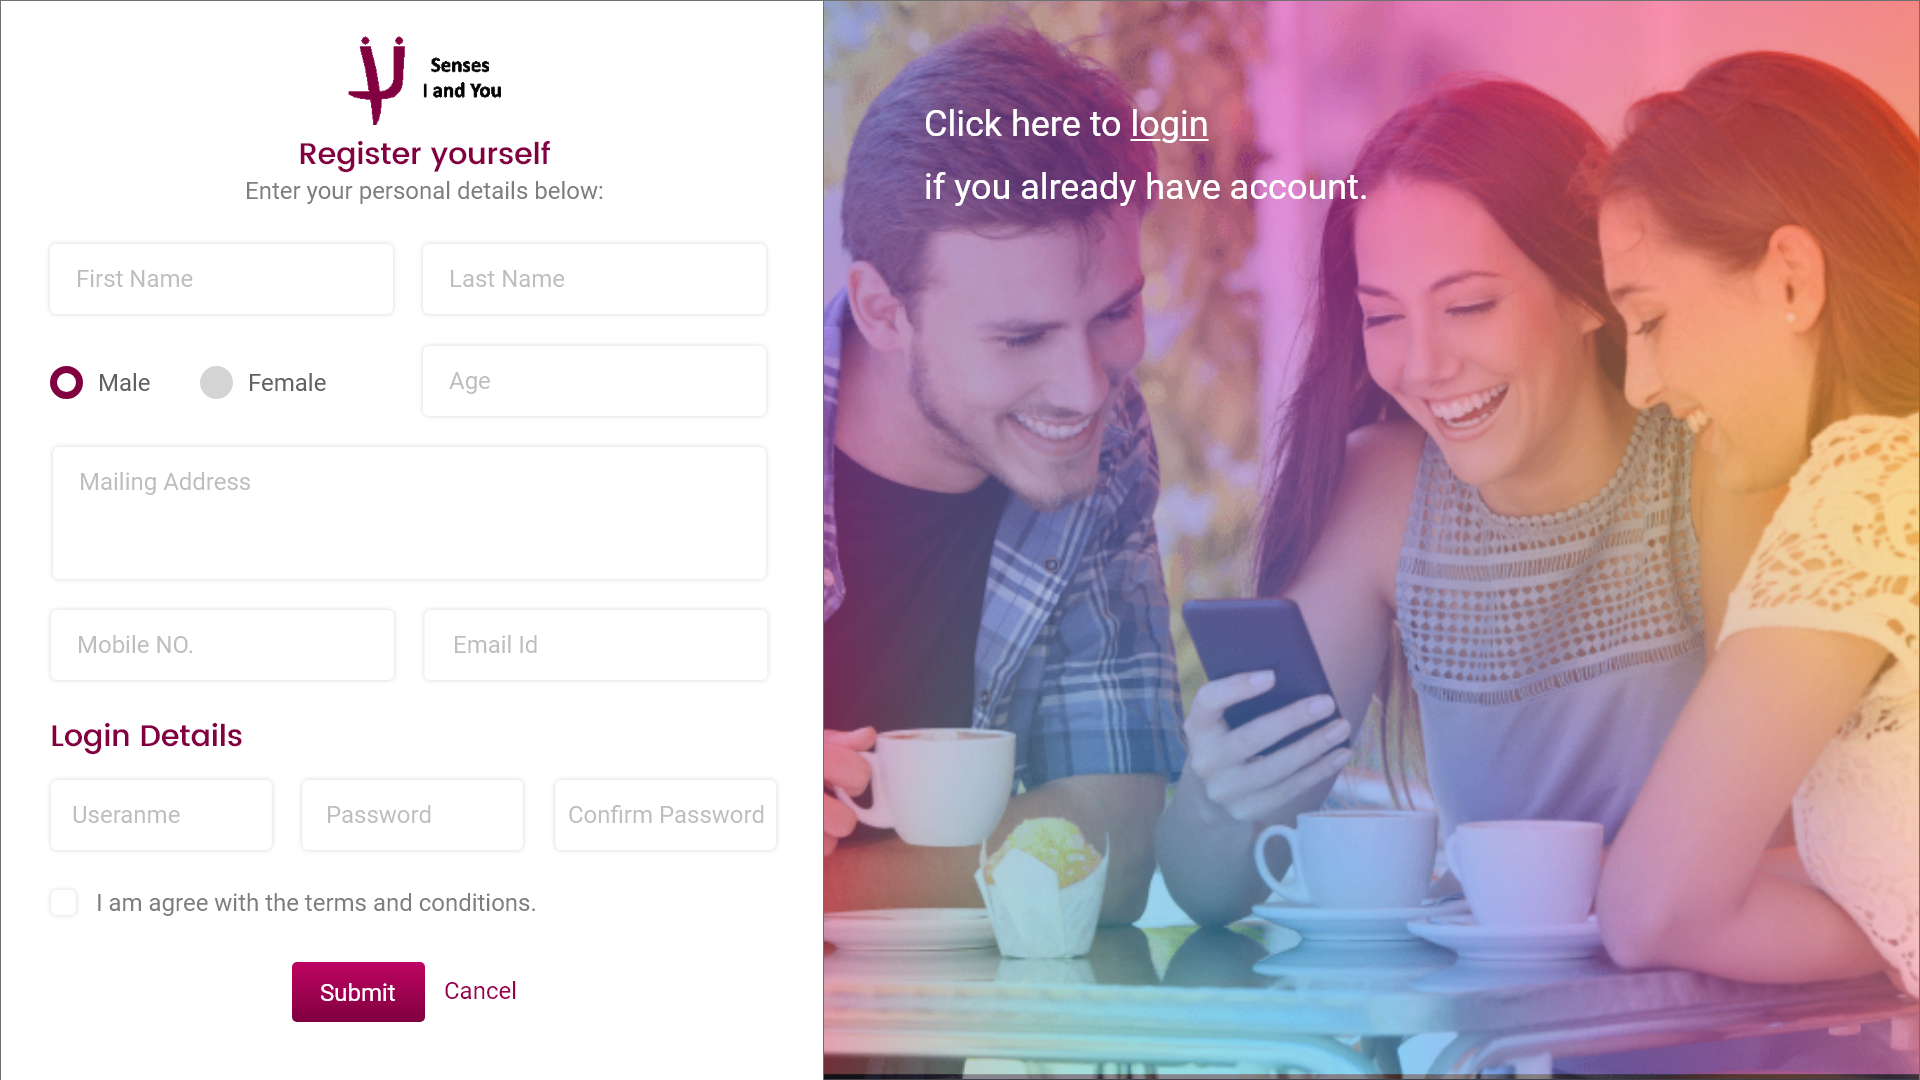 Senses
I and You
Register yourself
Enter your personal details below:
First Name
Last Name
Male
Female
Age
Mailing Address
Mobile NO.
Email Id
Login Details
Useranme
Password
Confirm Password
I am agree with the terms and conditions.
Submit
Cancel
Click here to login
if you already have account.